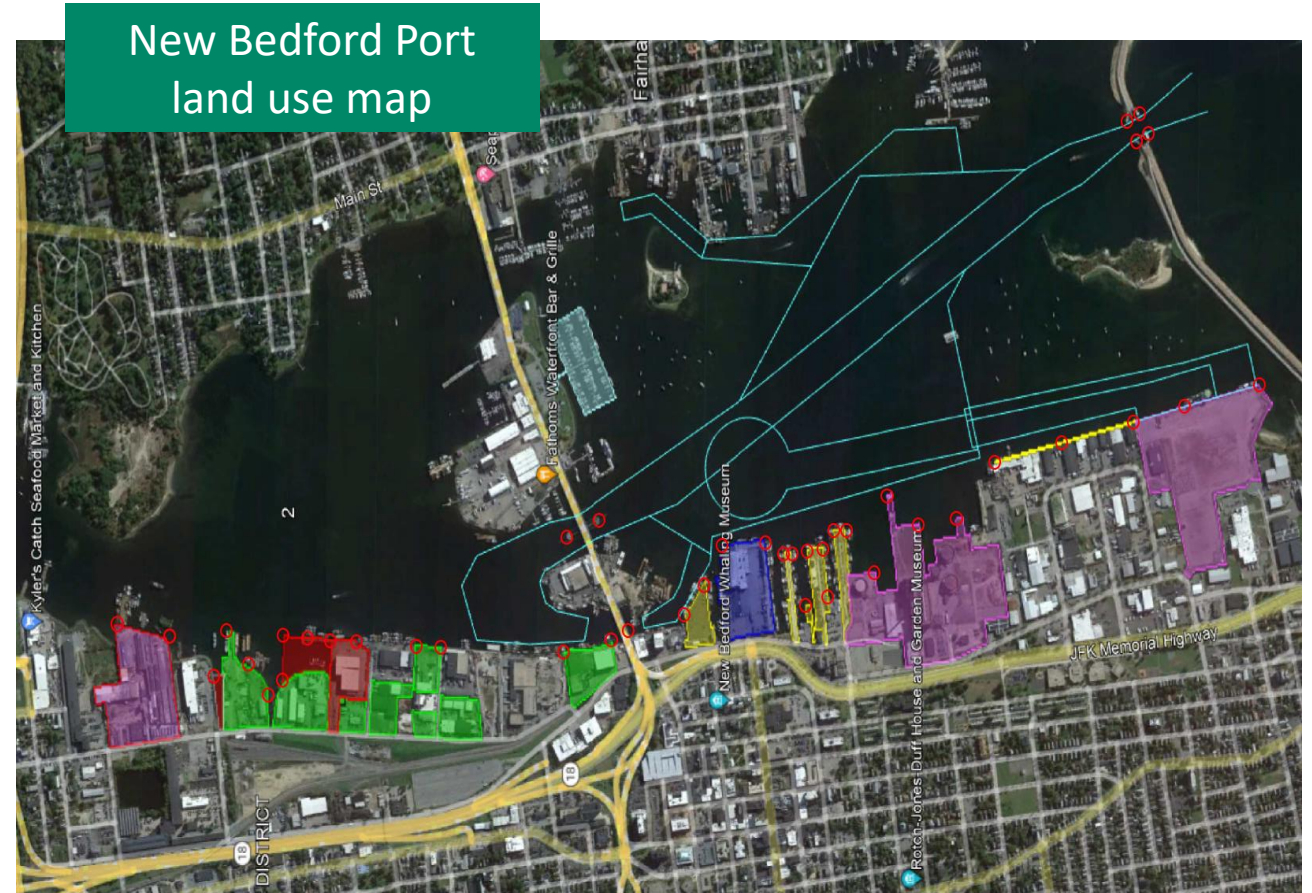 New Bedford Port
land use map
Fairha
Seap
Main St
Fathoms Waterfront Bar & Grille
Kyler's Catch Seafood Market and Kitchen
2
New Bedford Whaling Museum
Rotch-Jones-Duff House and Garden Museum
JFK Memorial Highway
18
18
DISTRICT